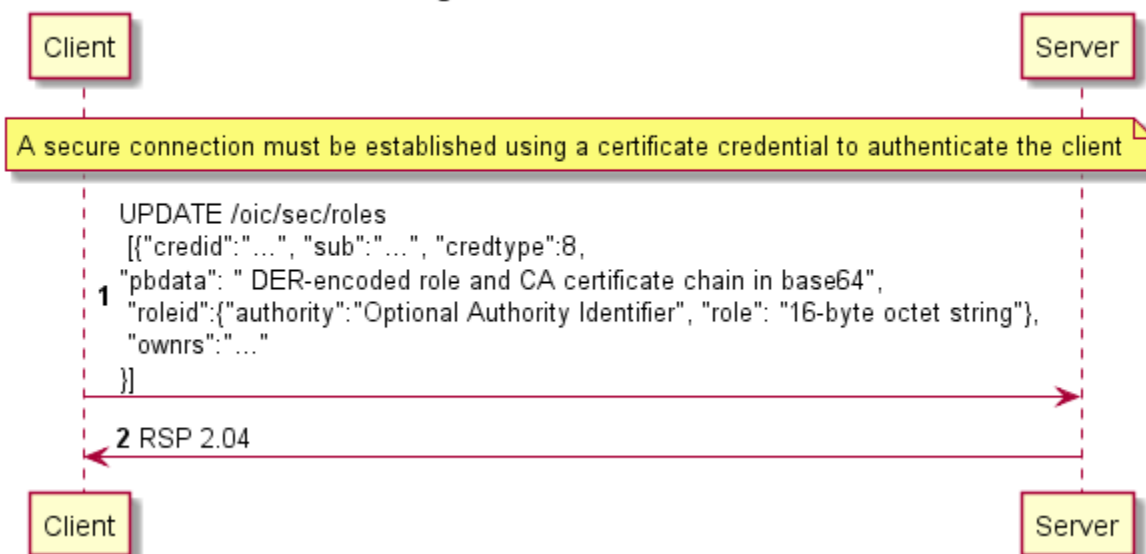 Client
Server
A secure connection must be established using a certificate credential to authenticate the client
UPDATE /oic/sec/roles
[{"credid":"...", "sub":"...", "credtype":8,
"pbdata": " DER-encoded role and CA certificate chain in base64",
1
"roleid":{"authority":"Optional Authority Identifier", "role": "16-byte octet string"},
"ownrs":"..."
}]
2 RSP 2.04
Client
Server